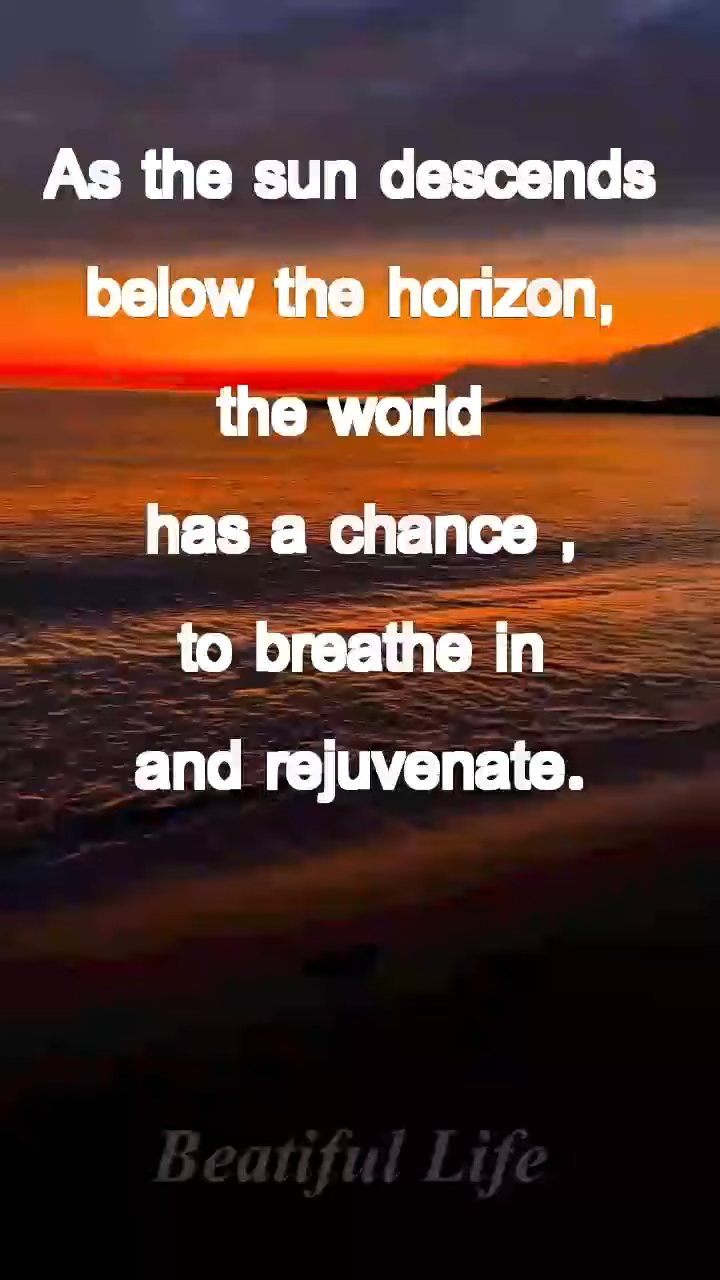 As the sun descends
below the horizon,
the world
has a chance ,
to breathe in
and rejuvenate.
Beatiful Life